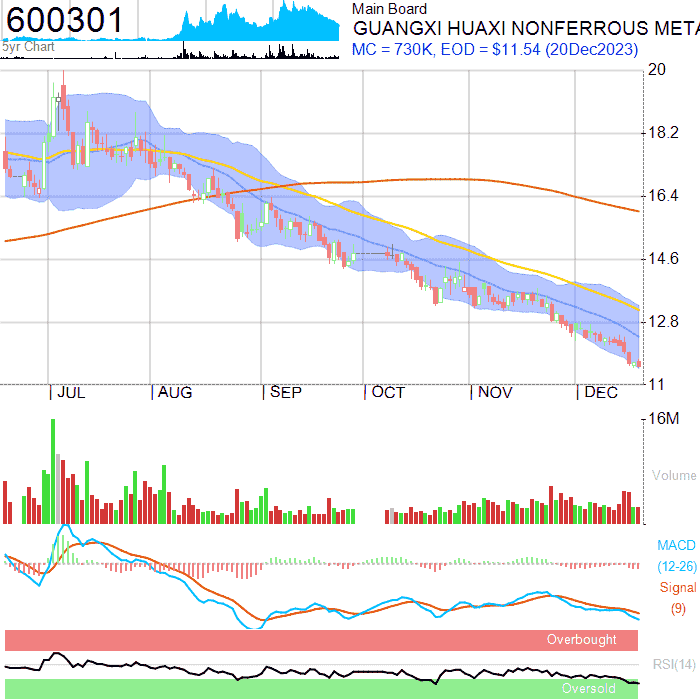 600301
5yr Chart
Main Board
GUANGXI HUAXI NONFERROUS META
MC = 730K, EOD = $11.54 (20Dec2023)
20
18.2
16.4
14.6
12.8
11
JUL
AUG
SEP
OCT
NOV
DEC
16M
Volume
MACD
(12-26)
Signal
(9)
Overbought
RSI(14)
Oversold